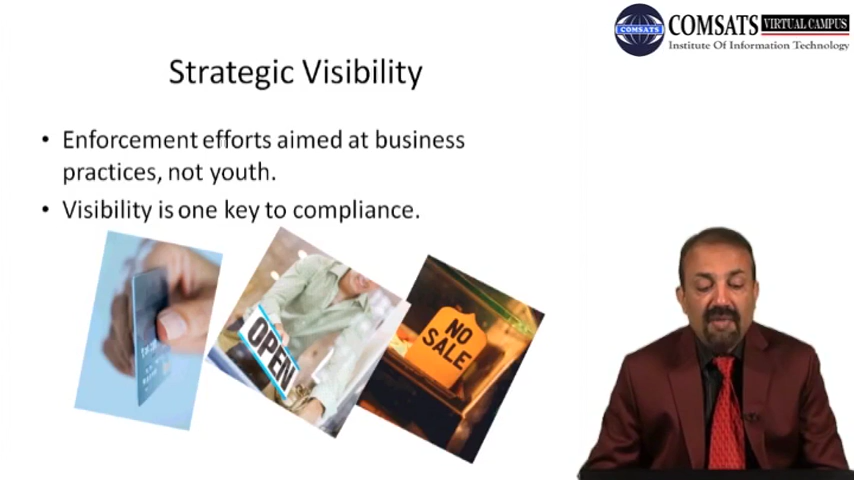 COMSATS VIRTUAL CAMPUS
COMSATS
Institute Of Information Technology
Strategic Visibility
• Enforcement efforts aimed at business
practices, not youth.
• Visibility is one key to compliance.
OPEN
NO
SALE